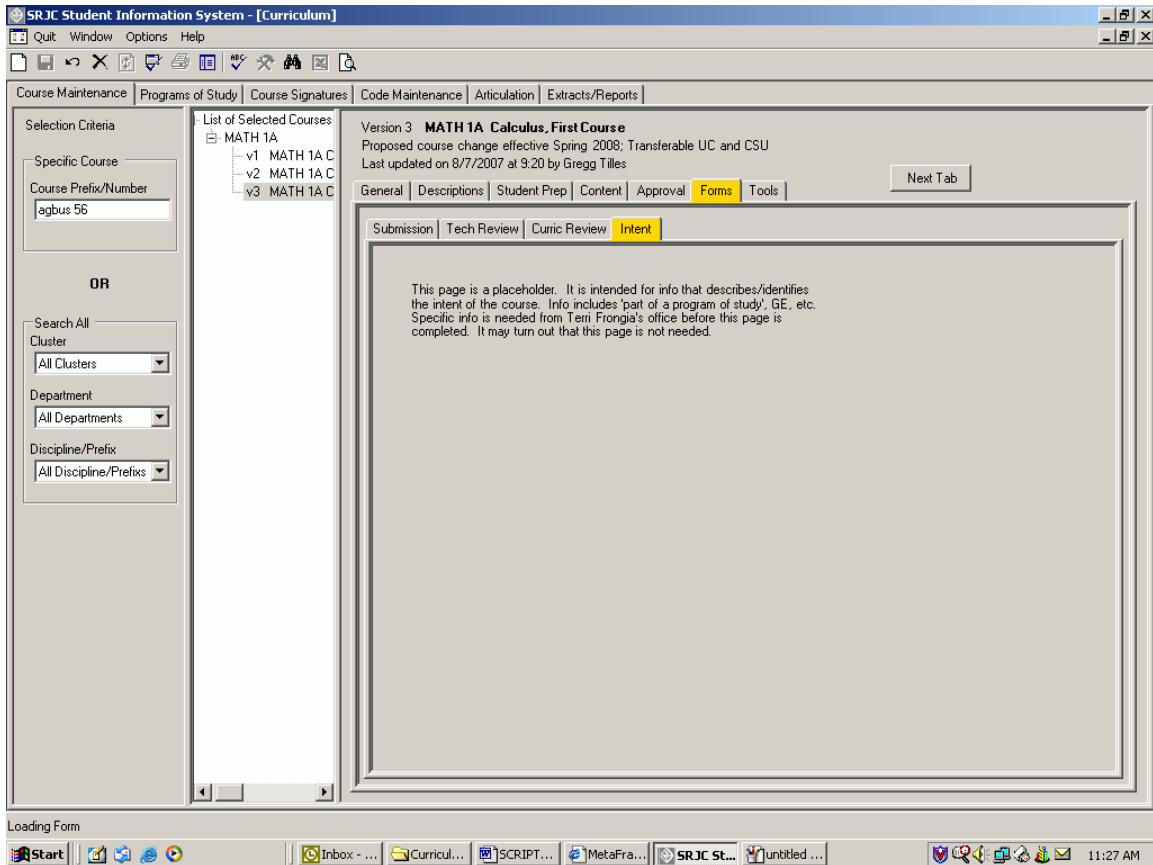 SRJC Student Information System - [Curriculum]
Quit Window Options Help
ABC
Course Maintenance Programs of Study Course Signatures Code Maintenance Articulation Extracts/Reports
Selection Criteria
Specific Course
Course Prefix/Number
agbus 56
OR
Search All
Cluster
All Clusters
Department
All Departments
Discipline/Prefix
All Discipline/Prefixs
List of Selected Courses
MATH 1A
v1 MATH 1A C
v2 MATH 1A C
v3 MATH 1A C
Version 3 MATH 1A Calculus, First Course
Proposed course change effective Spring 2008; Transferable UC and CSU
Last updated on 8/7/2007 at 9:20 by Gregg Tilles
Next Tab
General Descriptions Student Prep Content Approval Forms Tools
Submission Tech Review Curric Review Intent
This page is a placeholder. It is intended for info that describes/identifies
the intent of the course. Info includes 'part of a program of study', GE, etc.
Specific info is needed from Terri Frongia's office before this page is
completed. It may turn out that this page is not needed.
Loading Form
Start Inbox - ... Curricul... SCRIPT... MetaFra... SRJC St... untitled ... 11:27 AM